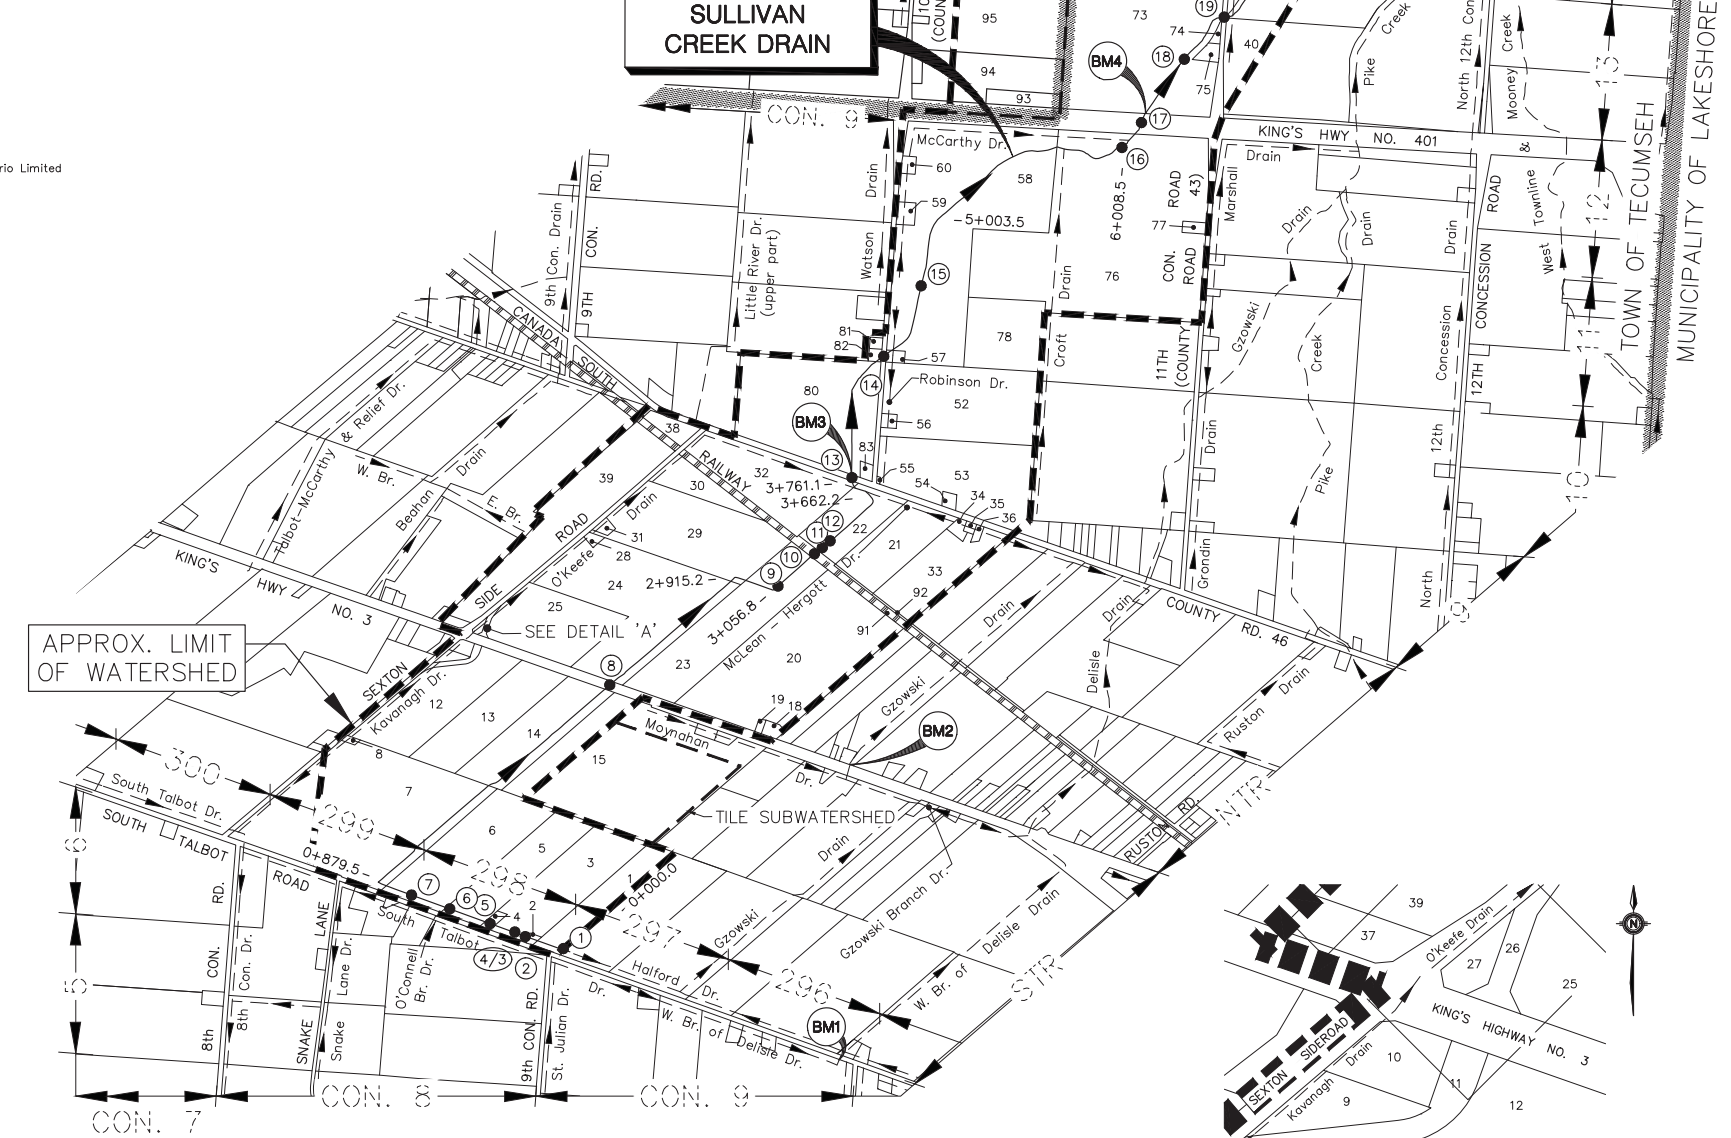 SULLIVAN
CREEK DRAIN
rio Limited
95
94
93
73
74
75
40
19
18
BM4
17
16
CON. 9
McCarthy Dr.
Drain
60
59
58
-5+003.5
6+008.5-
ROAD
43)
77
76
CON.
ROAD
11TH
(COUNTY
(COUN
KING'S HWY NO. 401
Drain
Marshall
Pike
Creek
North 12th Con.
Mooney
Creek
&
Townline
West
Drain
Drain
Gzowski
Creek
Pike
ROAD
CONCESSION
12TH
Drain
Concession
12th
North
13
12
11
10
9
TOWN OF TECUMSEH
MUNICIPALITY OF LAKESHORE
RD.
CON.
9TH
9th Con. Drain
Little River Dr.
(upper part)
Watson
Drain
15
81
82
57
14
78
Croft
Drain
Robinson Dr.
80
52
56
BM3
83
13
55
54
53
34
35
36
CANADA
SOUTH
RAILWAY
38
32
3+761.1-
3+662.2-
& Relief Dr.
Talbot-McCarthy
W. Br.
Beahan
Drain
E. Br.
39
ROAD
SIDE
O'Keefe
Drain
30
29
31
28
24
25
2+915.2-
3+056.8-
9
10
11
12
22
21
Dr.
McLean - Hergott
33
92
91
20
23
Drain
Drain
Grondin
Drain
COUNTY RD. 46
Delisle
Gzowski
KING'S HWY NO. 3
SEE DETAIL 'A'
APPROX. LIMIT
OF WATERSHED
SEXTON
Kavanagh Dr.
8
12
13
14
19
18
Moynahan
Dr.
BM2
15
Ruston
Drain
RUSTON
RD.
NTR
8
7
6
5
3
1
300
299
298
297
296
South Talbot Dr.
SOUTH TALBOT ROAD
0+879.5-
0+000.0
TILE SUBWATERSHED
Drain
Gzowski
Gzowski Branch Dr.
W. Br. of Delisle Drain
STR
7
6
5
4
2
4/3
2
1
South Talbot
Dr.
Halford Dr.
W. Br. of Delisle Dr.
BM1
6
5
RD.
CON.
8th
8th Con. Dr.
LANE
SNAKE
Snake Lane Dr.
O'Connell
Br. Dr.
9th CON. RD.
St. Julian Dr.
CON. 7
CON. 8
CON. 9
39
37
O'Keefe Drain
26
27
25
KING'S HIGHWAY NO. 3
SEXTON SIDEROAD
Kavanagh Drain
10
11
9
12
N